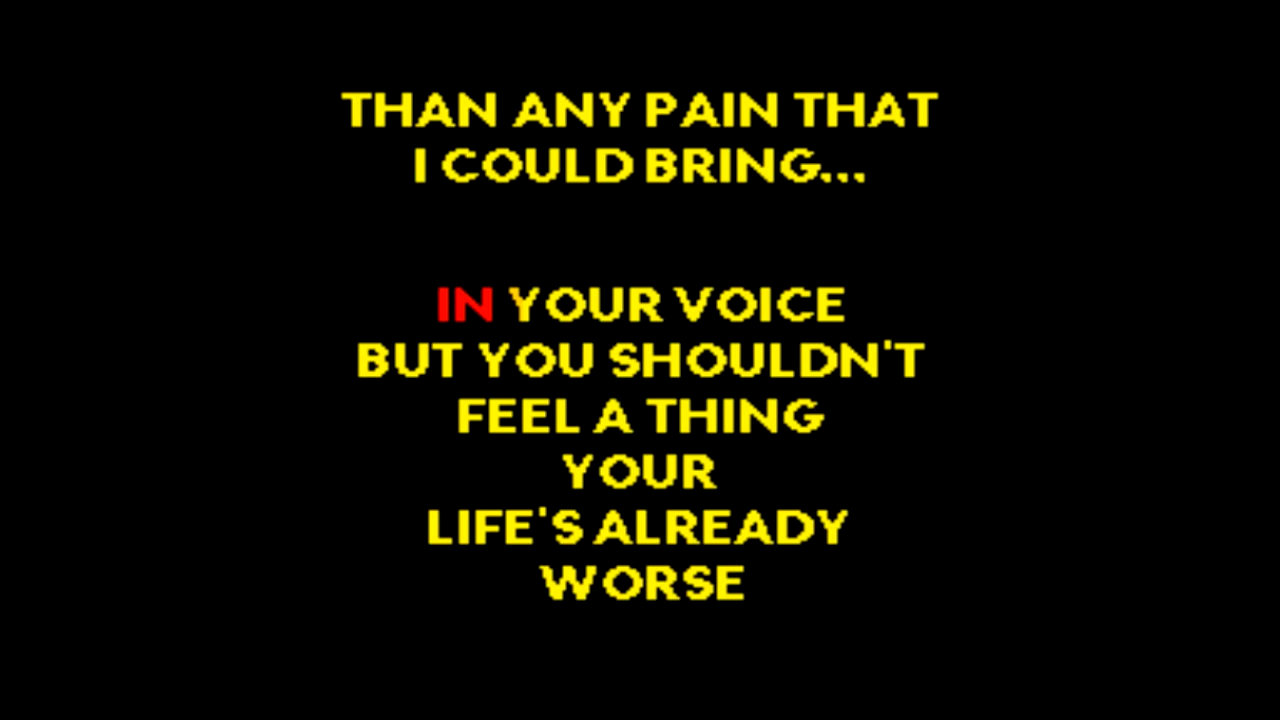 THAN ANY PAIN THAT
I COULD BRING...
IN YOUR VOICE
BUT YOU SHOULDN'T
FEEL A THING
YOUR
LIFE'S ALREADY
WORSE